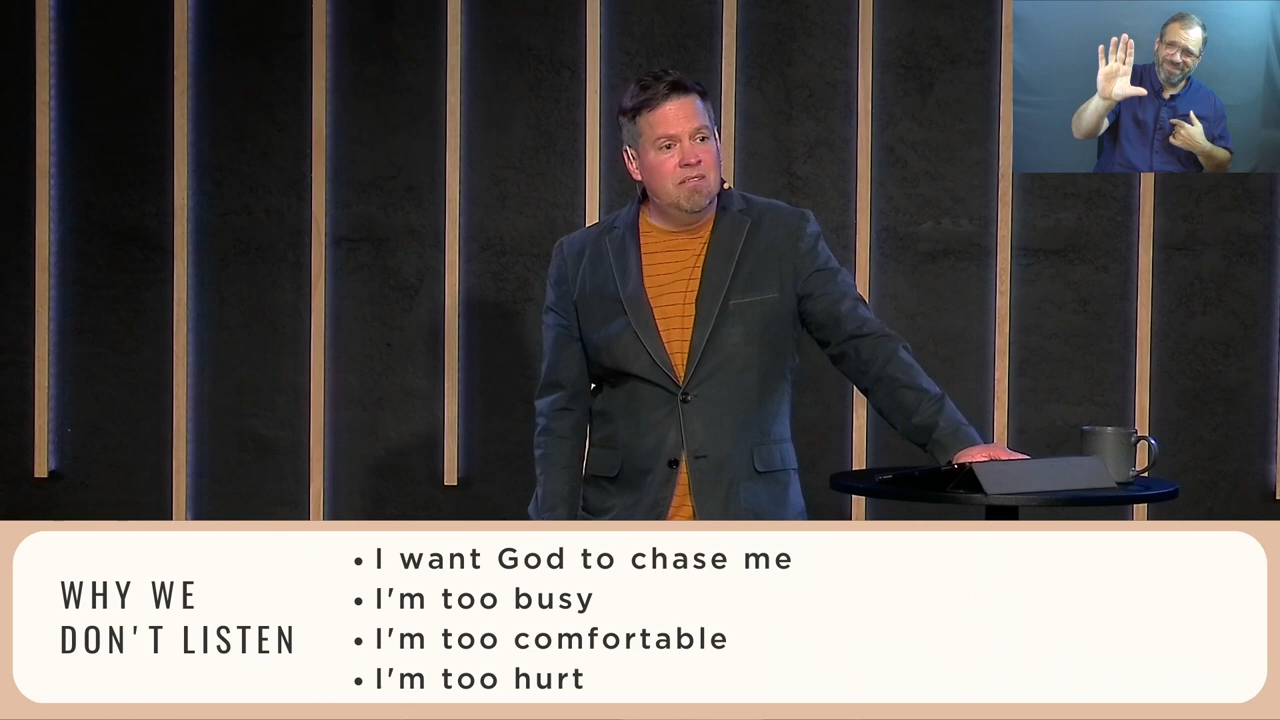 WHY WE
DON'T LISTEN
• I want God to chase me
• I'm too busy
• I'm too comfortable
• I'm too hurt